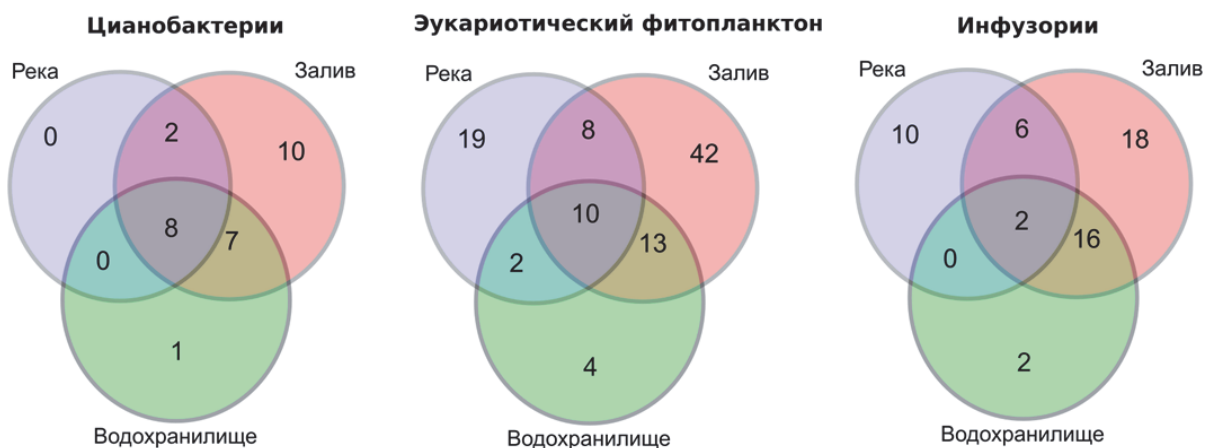 Цианобактерии
Река
Залив
0
2
10
8
7
0
1
Водохранилище
Эукариотический фитопланктон
Река
Залив
19
8
42
10
13
2
4
Водохранилище
Инфузории
Река
Залив
10
6
18
2
16
0
2
Водохранилище